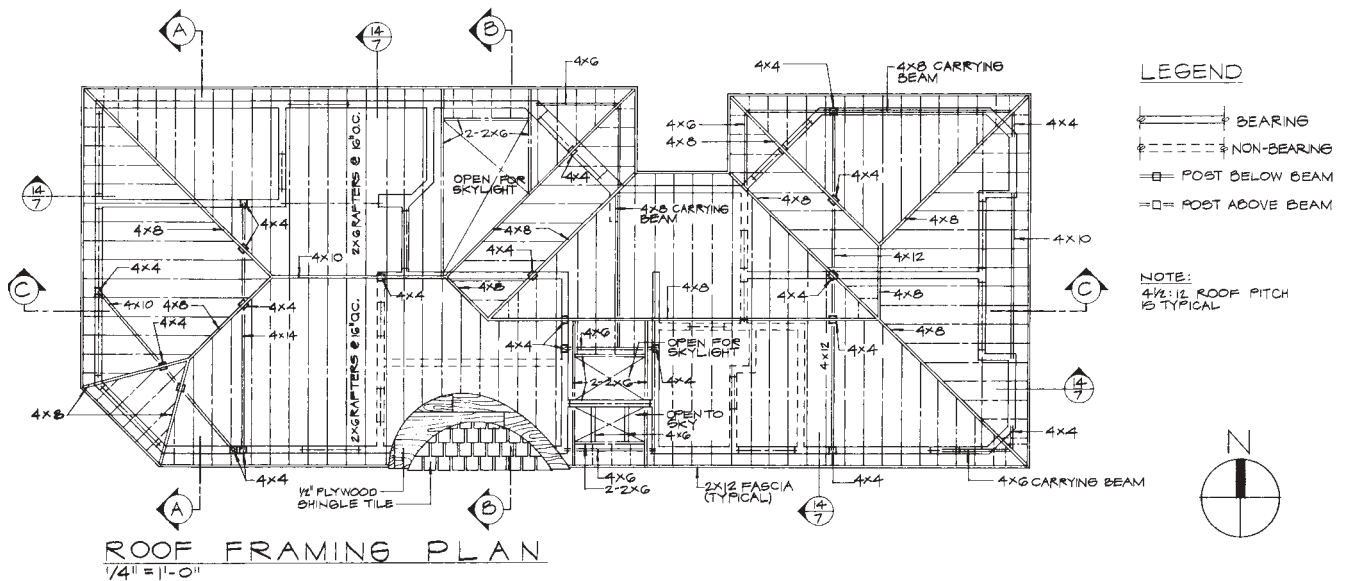 A
14
7
B
4X6
4X4
4X8 CARRYING
BEAM
LEGEND
BEARING
NON-BEARING
POST BELOW BEAM
POST ABOVE BEAM
4X6
4X8
4X4
2-2X6
OPEN FOR
SKYLIGHT
4X4
4X4
14
7
2X6 RAFTERS @ 16" O.C.
4X4
4X8
4X8 CARRYING
BEAM
4X8
4X8
4X8
4X10
4X12
4X10
4X4
4X4
4X4
C
4X4
4X10
4X8
4X4
4X4
4X14
4X8
4X8
4X8
4X8
C
NOTE:
4½:12 ROOF PITCH
IS TYPICAL
2X6 RAFTERS @ 16" O.C.
4X4
4X6
OPEN FOR
SKYLIGHT
2-2X6
4X4
4X12
4X4
14
7
4X8
OPEN TO
SKY
4X6
4X4
N
A
4X4
½" PLYWOOD
SHINGLE TILE
B
4X6
2-2X6
2X12 FASCIA
(TYPICAL)
14
7
4X4
4X6 CARRYING BEAM
ROOF FRAMING PLAN
1/4" = 1'-0"